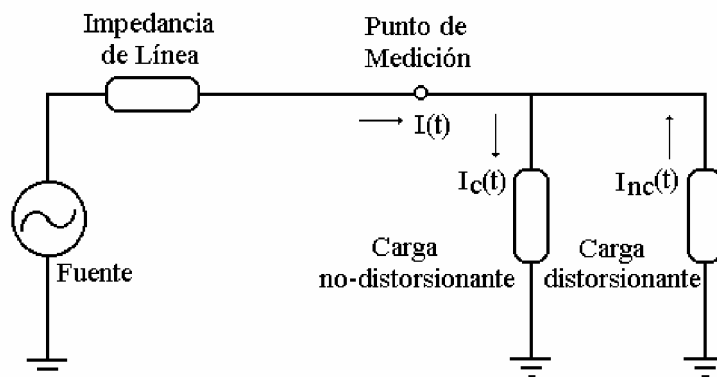 Impedancia
de Línea
Punto de
Medición
I(t)
Ic(t)
Inc(t)
Fuente
Carga
no-distorsionante
Carga
distorsionante